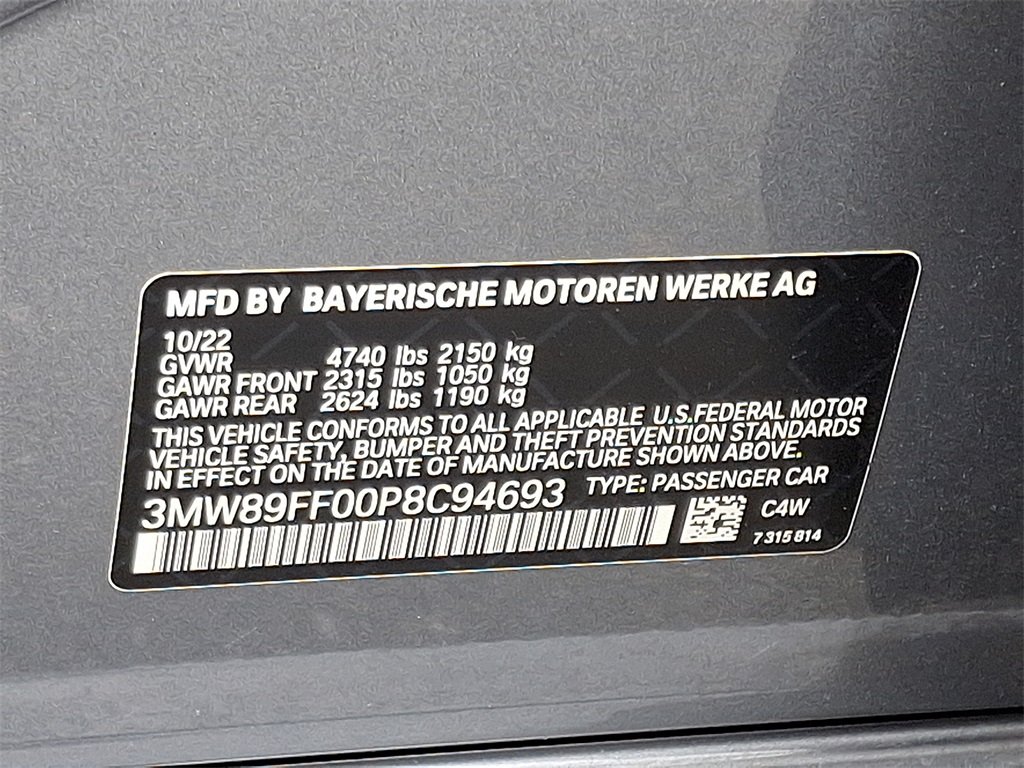 MFD BY BAYERISCHE MOTOREN WERKE AG
10/22
GVWR 4740 lbs 2150 kg
GAWR FRONT 2315 lbs 1050 kg
GAWR REAR 2624 lbs 1190 kg
THIS VEHICLE CONFORMS TO ALL APPLICABLE U.S.FEDERAL MOTOR
VEHICLE SAFETY, BUMPER AND THEFT PREVENTION STANDARDS
IN EFFECT ON THE DATE OF MANUFACTURE SHOWN ABOVE.
3MW89FF00P8C94693 TYPE: PASSENGER CAR
C4W
7 315 814